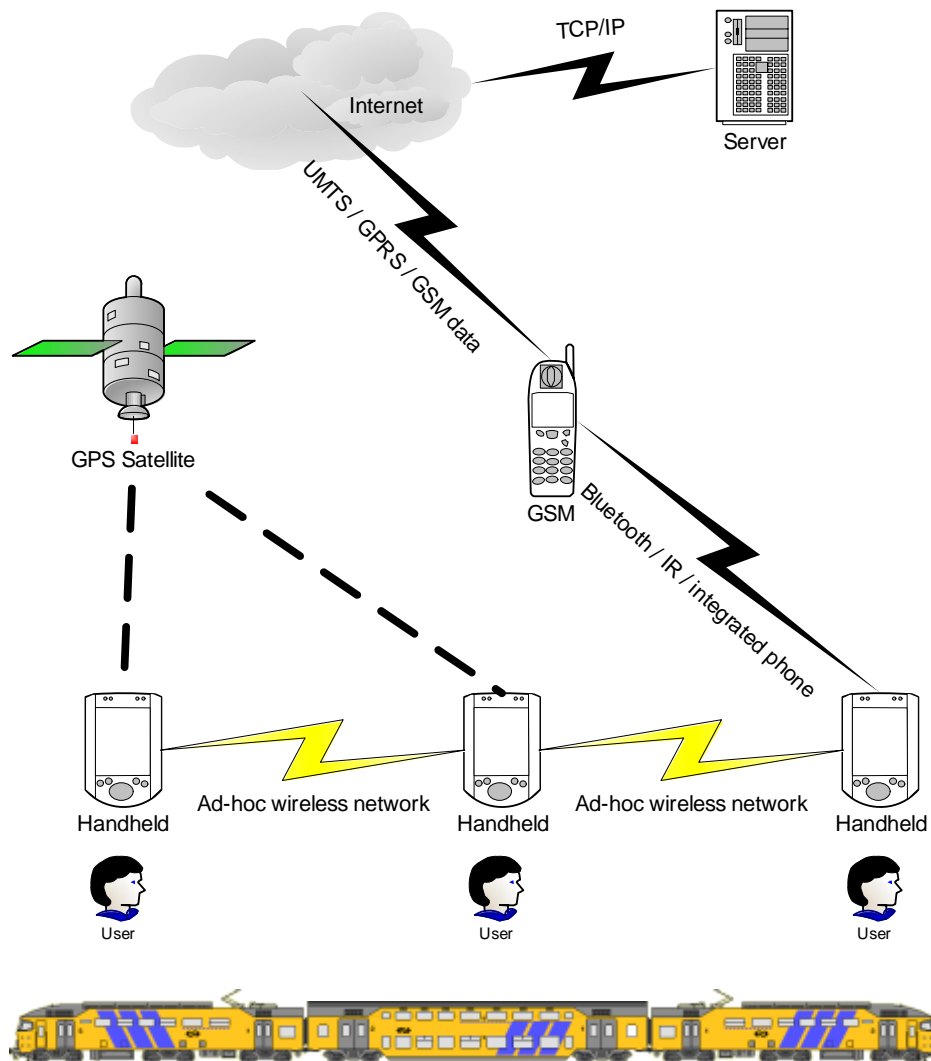 TCP/IP
Internet
Server
UMTS / GPRS / GSM data
GPS Satellite
GSM
Bluetooth / IR / integrated phone
Ad-hoc wireless network
Ad-hoc wireless network
Handheld
Handheld
Handheld
User
User
User